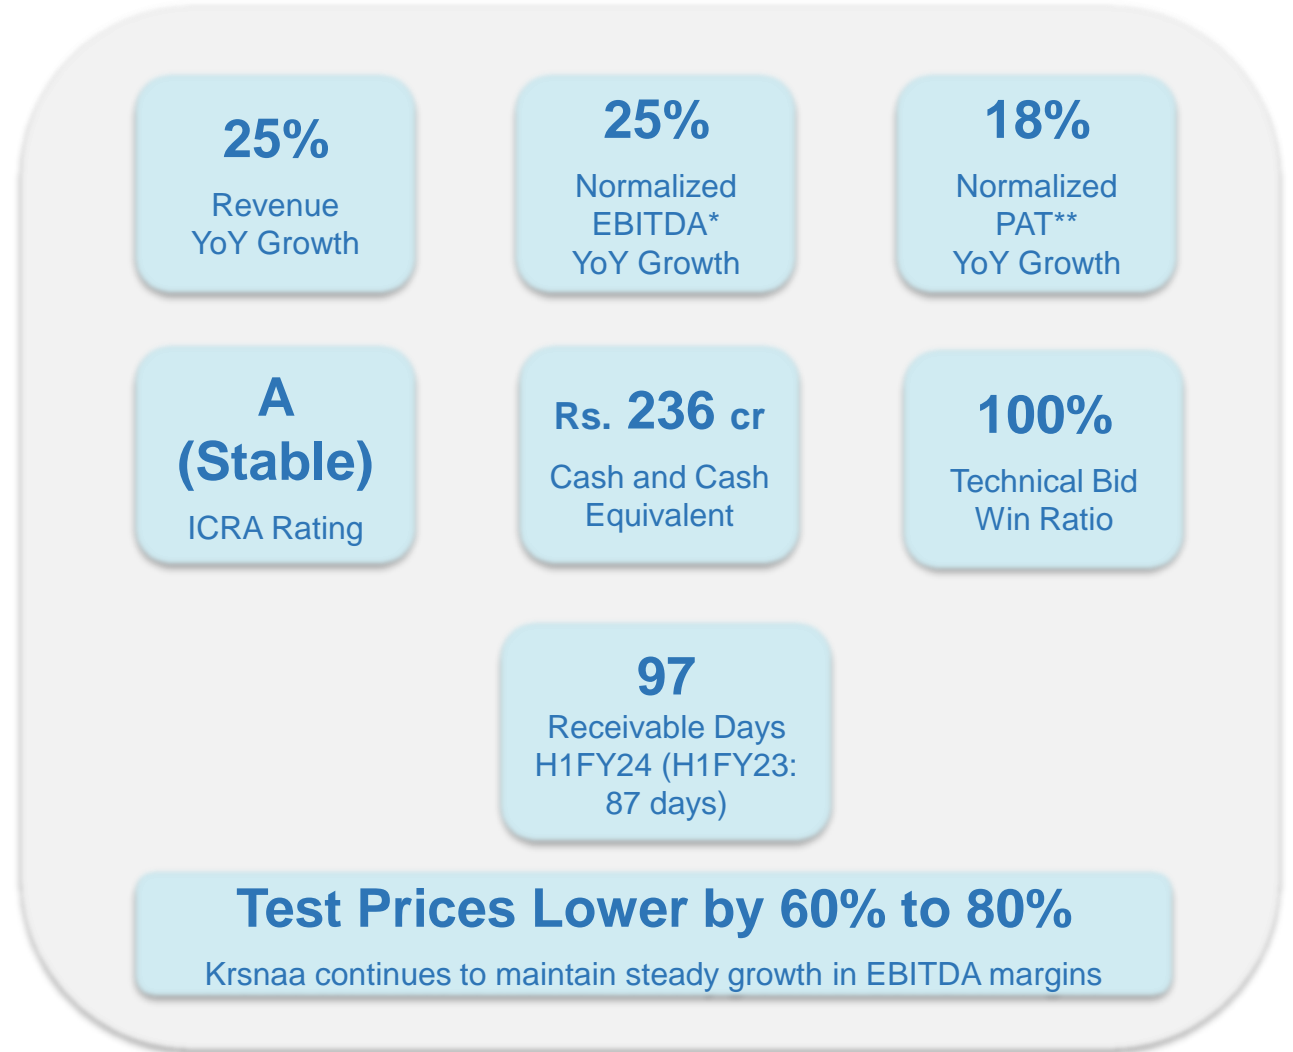 25%
Revenue
YoY Growth
25%
Normalized
EBITDA*
YoY Growth
18%
Normalized
PAT**
YoY Growth
A
(Stable)
ICRA Rating
Rs. 236 cr
Cash and Cash
Equivalent
100%
Technical Bid
Win Ratio
97
Receivable Days
H1FY24 (H1FY23:
87 days)
Test Prices Lower by 60% to 80%
Krsnaa continues to maintain steady growth in EBITDA margins